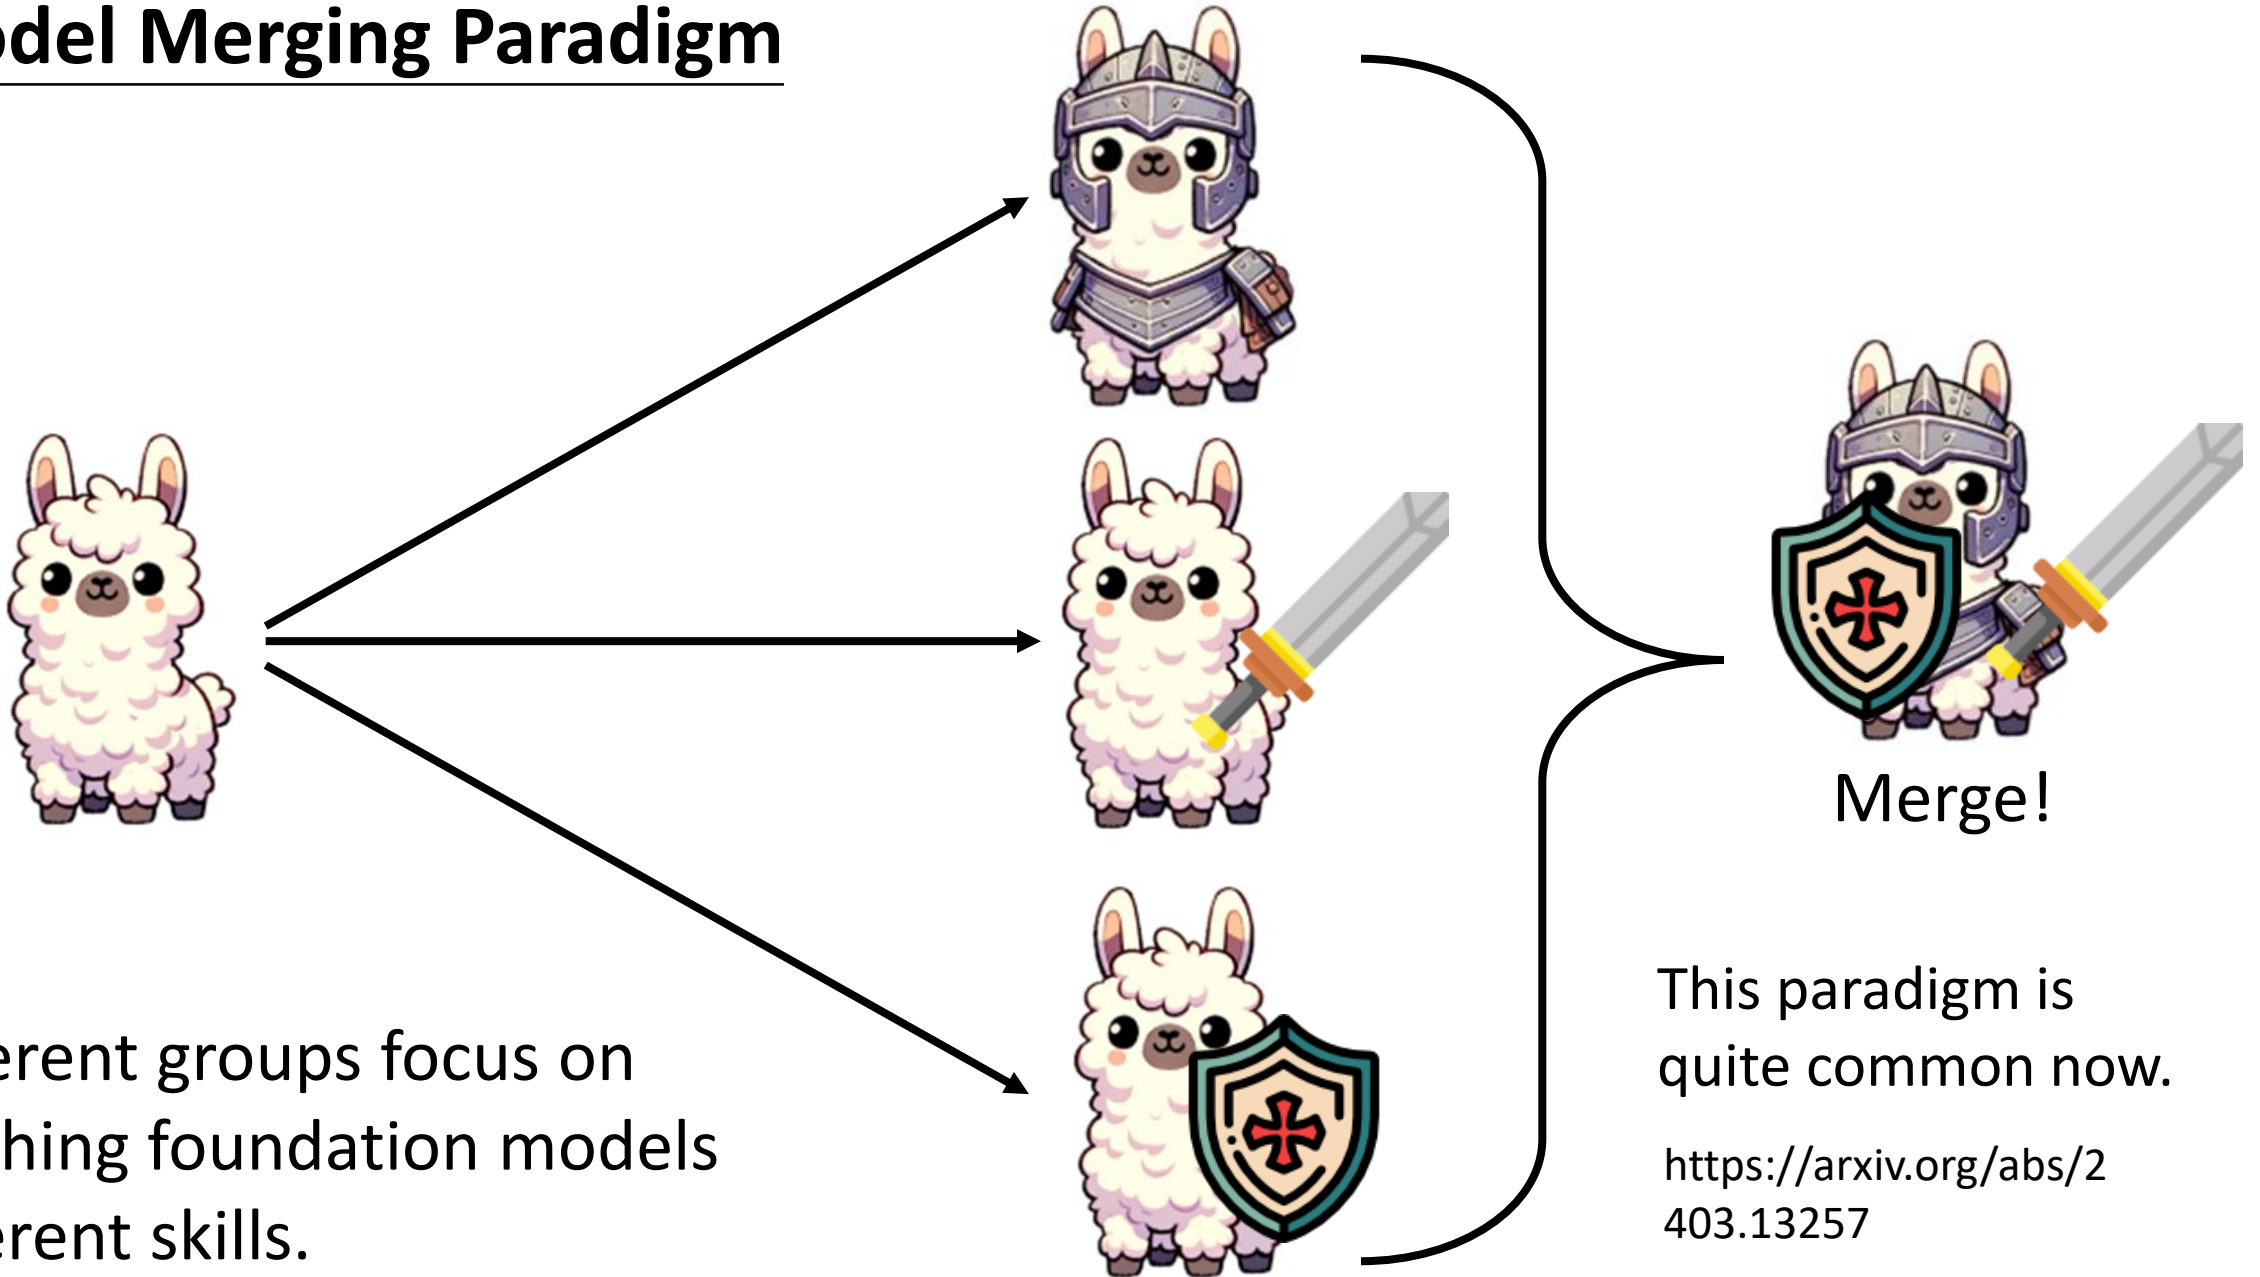 odel Merging Paradigm
Merge!
erent groups focus on
hing foundation models
erent skills.
This paradigm is
quite common now.
https://arxiv.org/abs/2
403.13257